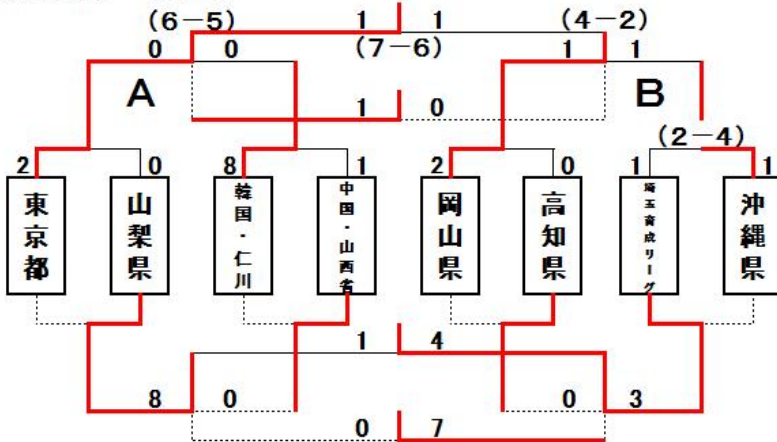 (6-5) 1 1 (4-2)
0 0 (7-6) 1 1
A 1 0 B
(2-4)
2 0 8 1 2 0 1 1
東京都
山梨県
韓国・仁川
中国・山西省
岡山県
高知県
埼玉育成リーグ
沖縄県
1 4
8 0 0 3
0 7